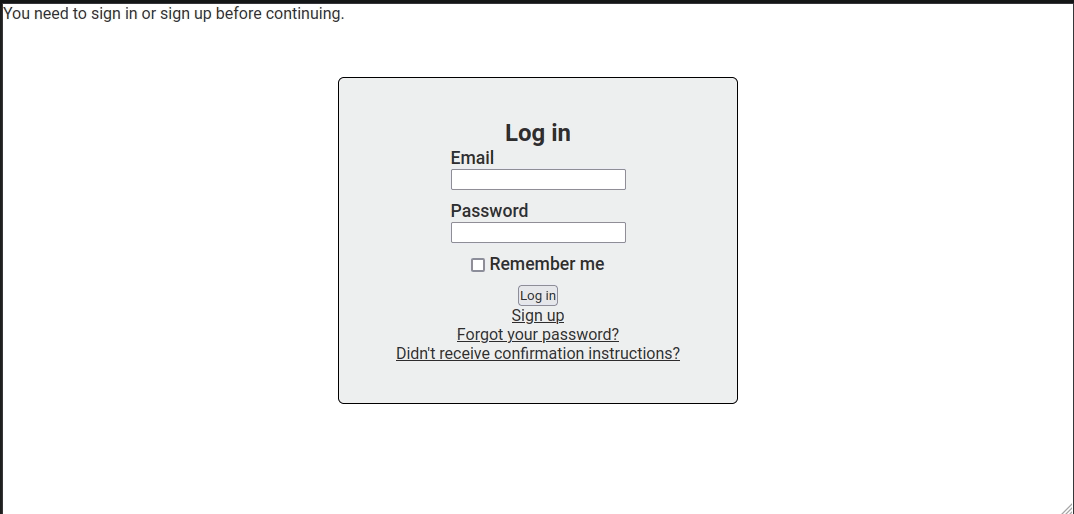 You need to sign in or sign up before continuing.
Log in
Email
Password
Remember me
Log in
Sign up
Forgot your password?
Didn't receive confirmation instructions?